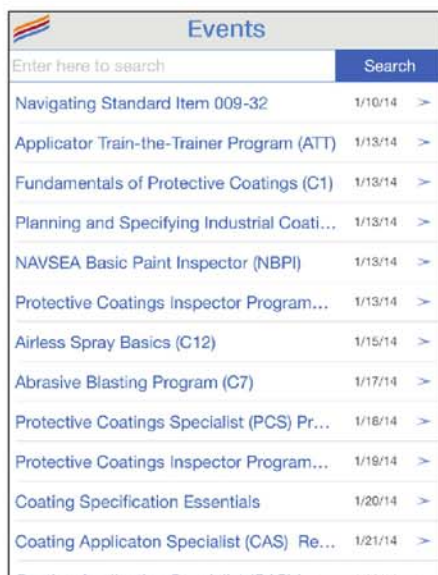 Events
Enter here to search Search
Navigating Standard Item 009-32 1/10/14 >
Applicator Train-the-Trainer Program (ATT) 1/13/14 >
Fundamentals of Protective Coatings (C1) 1/13/14 >
Planning and Specifying Industrial Coati... 1/13/14 >
NAVSEA Basic Paint Inspector (NBPI) 1/13/14 >
Protective Coatings Inspector Program... 1/13/14 >
Airless Spray Basics (C12) 1/15/14 >
Abrasive Blasting Program (C7) 1/17/14 >
Protective Coatings Specialist (PCS) Pr... 1/18/14 >
Protective Coatings Inspector Program... 1/19/14 >
Coating Specification Essentials 1/20/14 >
Coating Applicaton Specialist (CAS) Re... 1/21/14 >